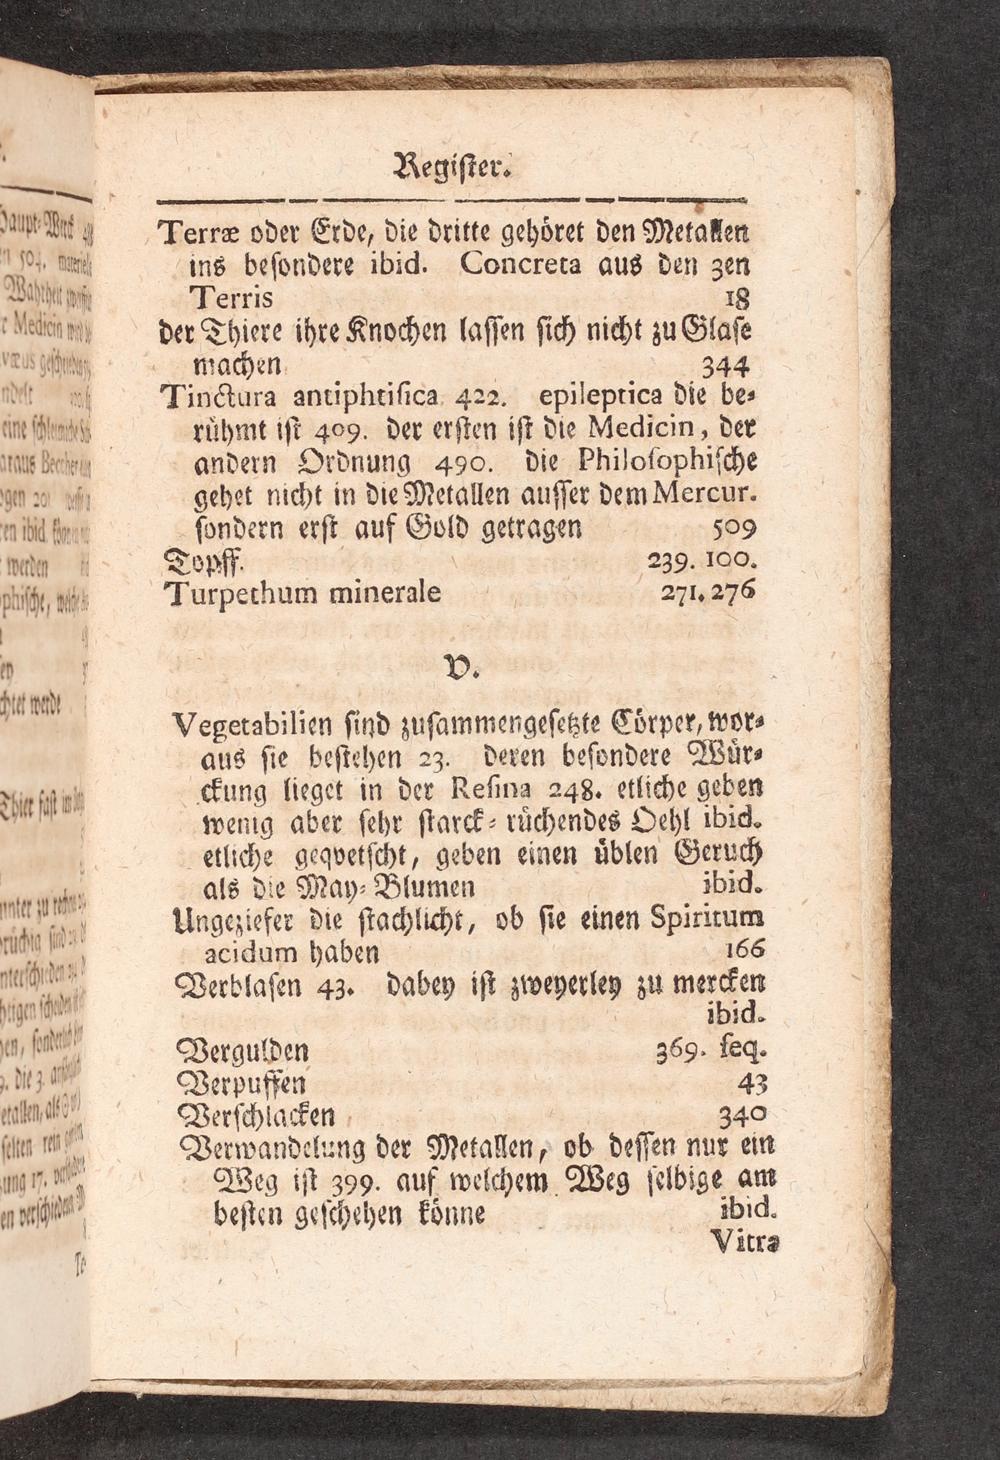 Register.
Terræ oder Erde, die dritte gehöret den Metallen
ins besondere ibid. Concreta aus den 3en
Terris 18
der Thiere ihre Knochen lassen sich nicht zu Glase
machen 344
Tinctura antiphtisica 422. epileptica die be-
rühmt ist 409. der ersten ist die Medicin, der
andern Ordnung 490. die Philosophische
gehet nicht in die Metallen ausser dem Mercur.
sondern erst auf Gold getragen 509
Topff. 239. 100.
Turpethum minerale 271. 276
V.
Vegetabilien sind zusammengesetzte Cörper, wor-
aus sie bestehen 23. deren besondere Wür-
ckung lieget in der Resina 248. etliche geben
wenig aber sehr starck-rüchendes Oehl ibid.
etliche geqvetscht, geben einen üblen Geruch
als die May-Blumen ibid.
Ungeziefer die stachlicht, ob sie einen Spiritum
acidum haben 166
Verblasen 43. dabey ist zweyerley zu mercken
ibid.
Vergulden 369. seq.
Verpuffen 43
Verschlacken 340
Verwandelung der Metallen, ob dessen nur ein
Weg ist 399. auf welchem Weg selbige am
besten geschehen könne ibid.
Vitra